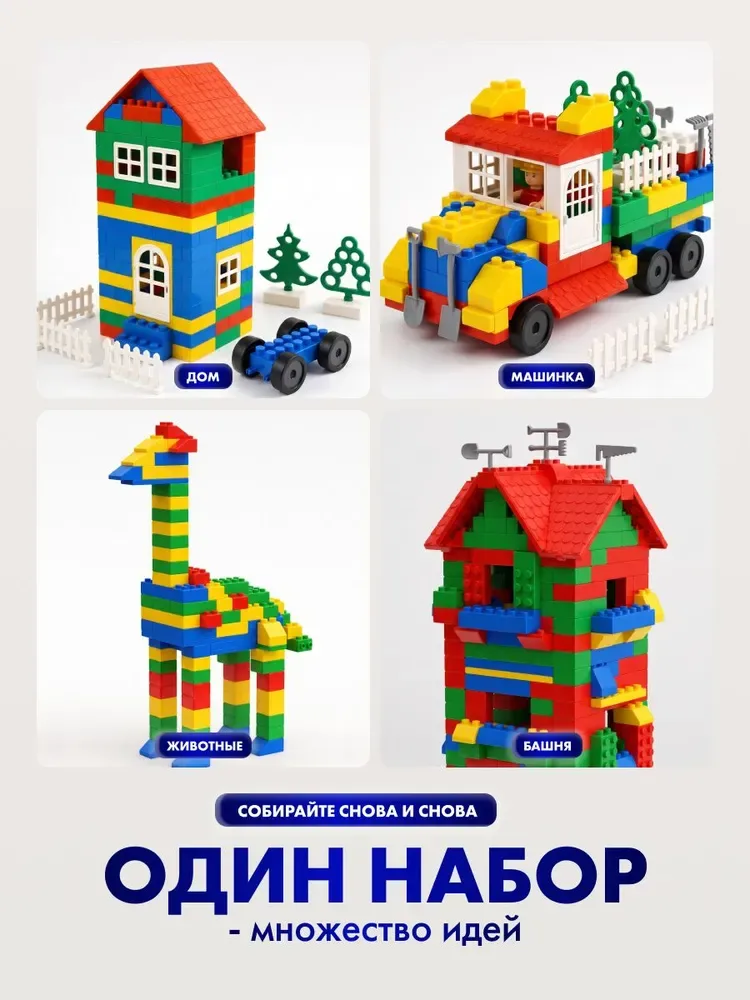 ДОМ
МАШИНКА
ЖИВОТНЫЕ
БАШНЯ
СОБИРАЙТЕ СНОВА И СНОВА
ОДИН НАБОР
- множество идей